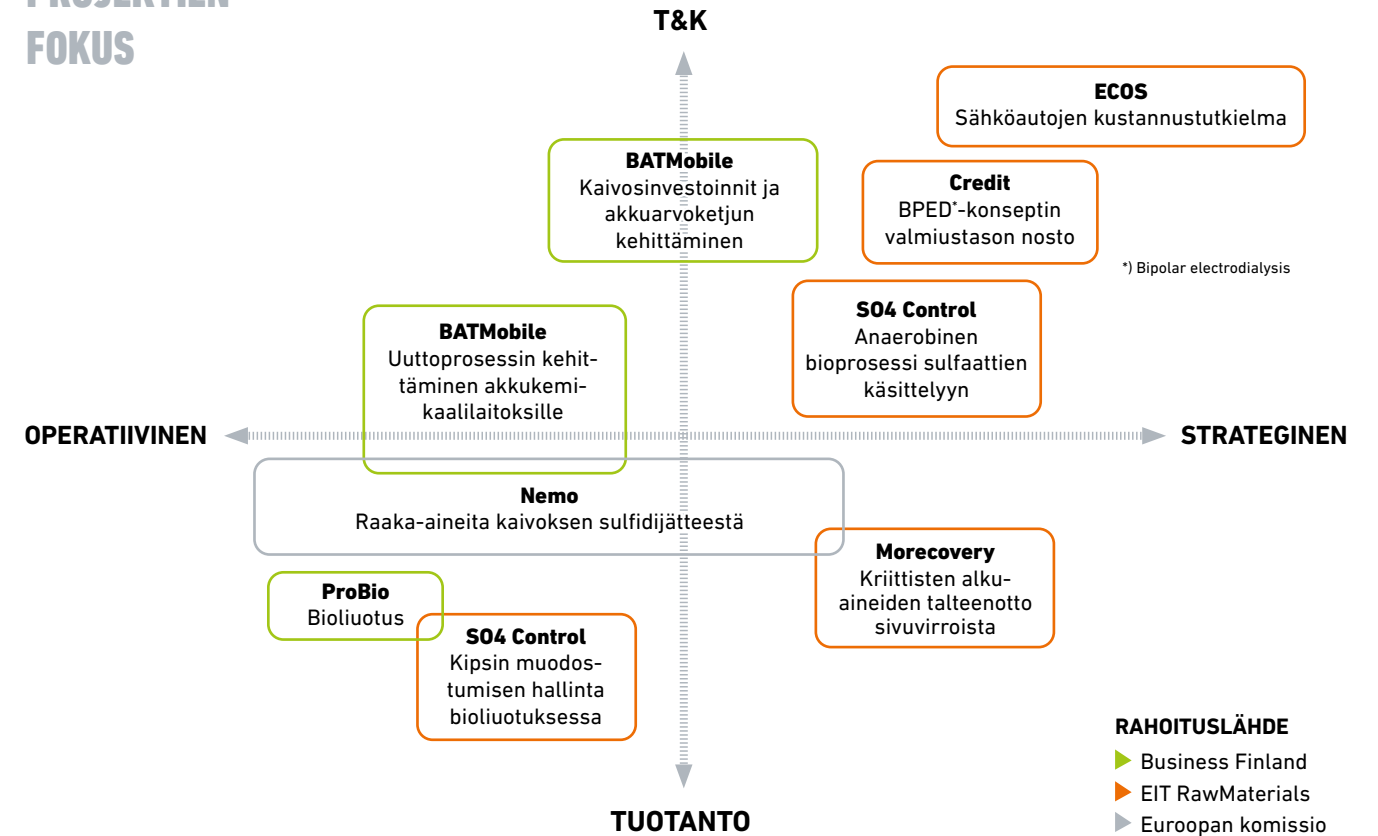 PROJEKTIEN
FOKUS
T&K
ECOS
Sähköautojen kustannustutkielma
BATMobile
Kaivosinvestoinnit ja
akkuarvoketjun
kehittäminen
Credit
BPED*-konseptin
valmiustason nosto
*) Bipolar electrodialysis
SO4 Control
Anaerobinen
bioprosessi sulfaattien
käsittelyyn
BATMobile
Uuttoprosessin kehit-
täminen akkukemi-
kaalilaitoksille
OPERATIIVINEN
STRATEGINEN
Nemo
Raaka-aineita kaivoksen sulfidijätteestä
Morecovery
Kriittisten alku-
aineiden talteenotto
sivuvirroista
ProBio
Bioliuotus
SO4 Control
Kipsin muodos-
tumisen hallinta
bioliuotuksessa
RAHOITUSLÄHDE
Business Finland
EIT RawMaterials
Euroopan komissio
TUOTANTO